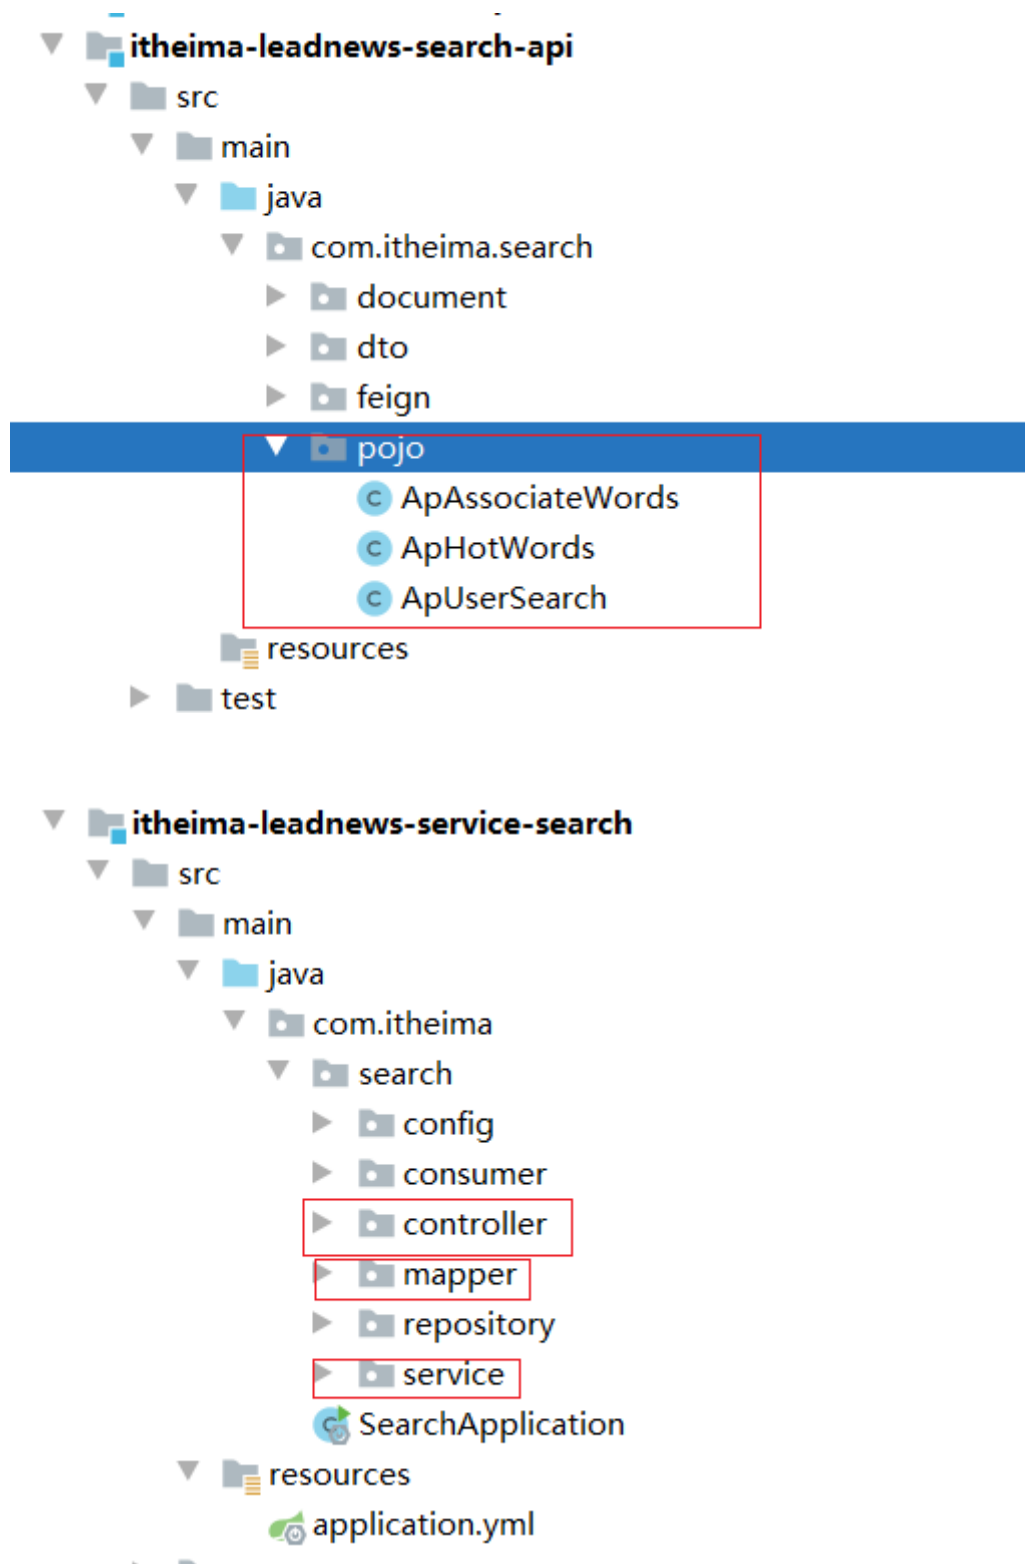 itheima-leadnews-search-api
src
main
java
com.itheima.search
document
dto
feign
pojo
ApAssociateWords
ApHotWords
ApUserSearch
resources
test
itheima-leadnews-service-search
src
main
java
com.itheima
search
config
consumer
controller
mapper
repository
service
SearchApplication
resources
application.yml